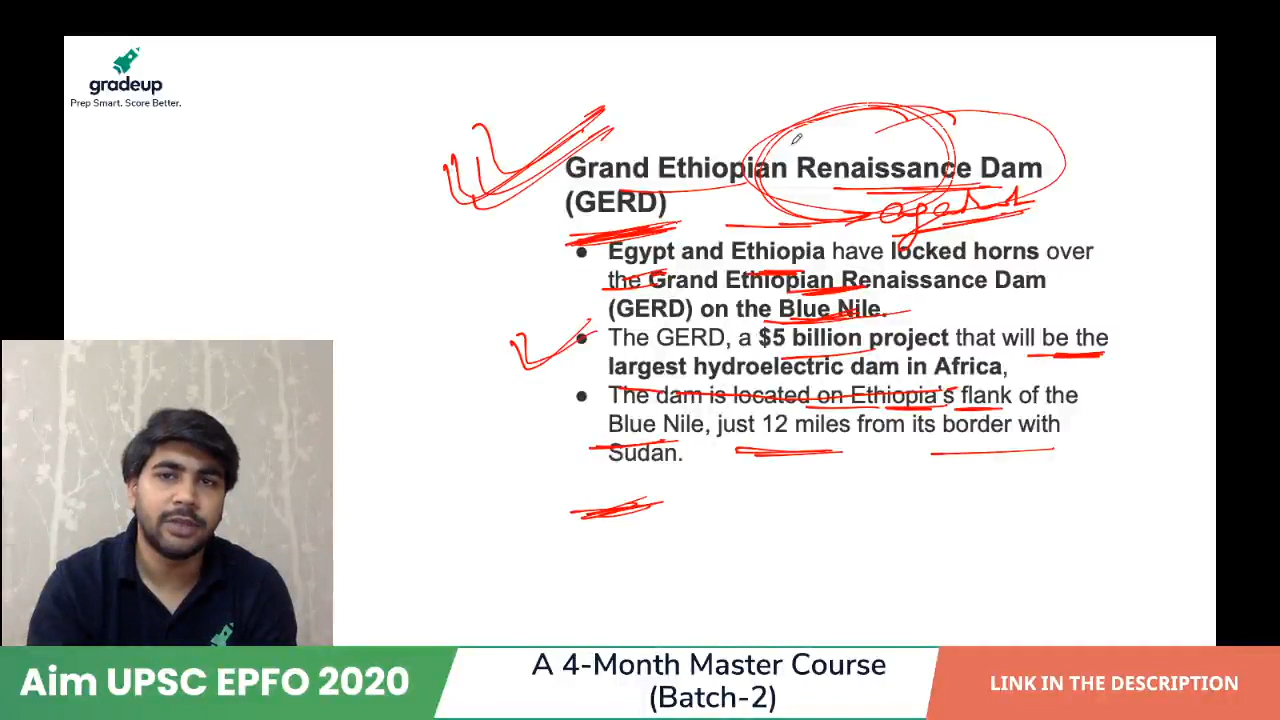 gradeup
Prep Smart. Score Better.
Grand Ethiopian Renaissance Dam
(GERD)
against
• Egypt and Ethiopia have locked horns over
the Grand Ethiopian Renaissance Dam
(GERD) on the Blue Nile.
• The GERD, a $5 billion project that will be the
largest hydroelectric dam in Africa,
• The dam is located on Ethiopia's flank of the
Blue Nile, just 12 miles from its border with
Sudan.
Aim UPSC EPFO 2020
A 4-Month Master Course
(Batch-2)
LINK IN THE DESCRIPTION